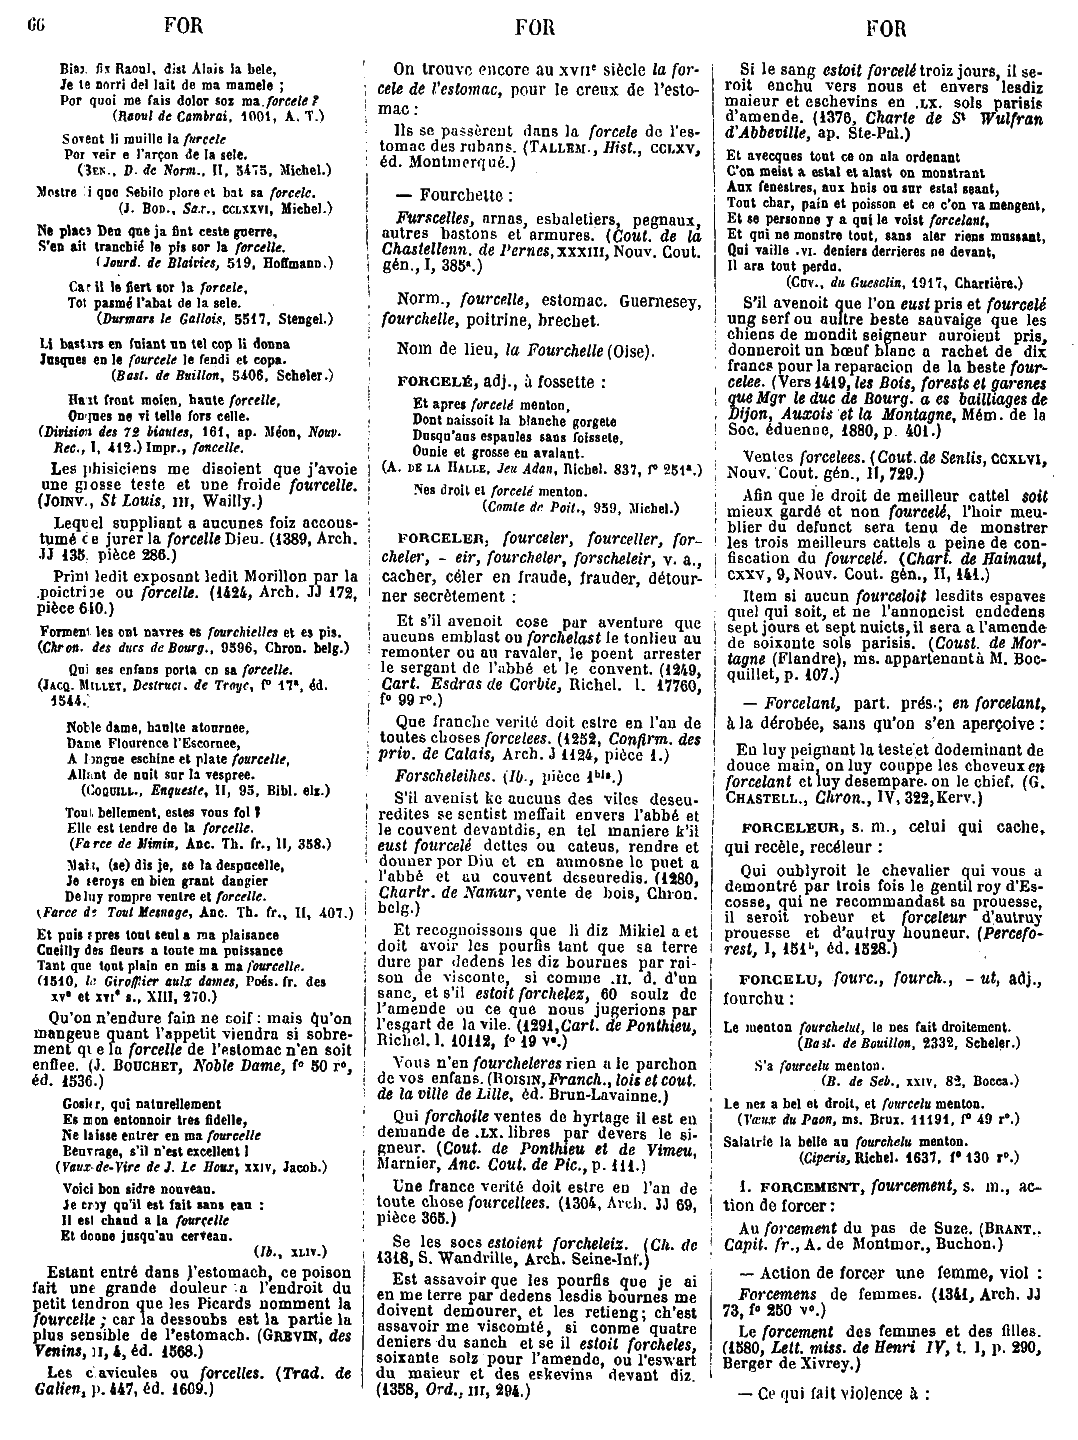 66 FOR FOR FOR
Biaz fix Raoul, dist Alais la bele,
Je te norri del lait de ma mamele ;
Por quoi me fais dolor soz ma forcele ?
(Raoul de Cambrai, 1001, A. T.)
Sovent li muille la furcele
Por veir e l'arçon de la sele.
(BEN., D. de Norm., II, 3475, Michel.)
Mostre i que Sebile plore et bat sa forcele.
(J. BOD., Sax., CCLXXVI, Michel.)
Ne place Deu que ja fint ceste guerre,
S'en ait tranchié le pis sor la forcelle.
(Jourd. de Blaivies, 519, Hoffmann.)
Car il le fiert sor la forcele,
Tot pasmé l'abat de la sele.
(Durmars le Gallois, 5517, Stengel.)
Li bastars en fuiant un tel cop li donna
Jusques en le fourcele le fendi et copa.
(Bast. de Buillon, 5406, Scheler.)
Haut front moien, haute forcelle,
Onques ne vi telle fors celle.
(Division des 72 biautes, 161, ap. Méon, Nouv.
Rec., I, 412.) Impr., foncelle.
Les phisiciens me disoient que j'avoie
une grosse teste et une froide fourcelle.
(JOINV., St Louis, III, Wailly.)
Lequel suppliant a aucunes foiz accous-
tumé de jurer la forcelle Dieu. (1389, Arch.
JJ 135, pièce 286.)
Print ledit exposant ledit Morillon par la
poictrine ou forcelle. (1424, Arch. JJ 172,
pièce 610.)
Forment les ont navres es fourchielles et es pis.
(Chron. des ducs de Bourg., 9596, Chron. belg.)
Qui ses enfans porta en sa forcelle.
(JACQ. MILLET, Destruct. de Troye, f° 17ª, éd.
1544.)
Noble dame, haulte atournee,
Dame Flourence l'Escornee,
A longue eschine et plate fourcelle,
Allant de nuit sur la vespree.
(COQUILL., Enqueste, II, 95, Bibl. elz.)
Tout bellement, estes vous fol ?
Elle est tendre de la forcelle.
(Farce de Mimin, Anc. Th. fr., II, 358.)
Mais, (se) dis je, se la despucelle,
Je seroys en bien grant dangier
De luy rompre ventre et forcelle.
(Farce de Tout Mesnage, Anc. Th. fr., II, 407.)
Et puis apres tout seul a ma plaisance
Cueilly des fleurs a toute ma puissance
Tant que tout plain en mis a ma fourcelle.
(1510, le Giroffier aulx dames, Poés. fr. des
XVᵉ et XVIᵉ s., XIII, 270.)
Qu'on n'endure fain ne soif : mais qu'on
mangeue quant l'appetit viendra si sobre-
ment que la forcelle de l'estomac n'en soit
enflee. (J. BOUCHET, Noble Dame, f° 50 r°,
éd. 1536.)
Gosier, qui naturellement
Es mon entonnoir tres fidelle,
Ne laisse entrer en ma fourcelle
Beuvrage, s'il n'est excellent !
(Vaux-de-Vire de J. Le Houx, XXIV, Jacob.)
Voici bon sidre nouveau.
Je croy qu'il est fait sans eau :
Il est chaud a la fourcelle
Et donne jusqu'au cerveau.
(Ib., XLIV.)
Estant entré dans l'estomach, ce poison
fait une grande douleur a l'endroit du
petit tendron que les Picards nomment la
fourcelle ; car la dessoubs est la partie la
plus sensible de l'estomach. (GREVIN, des
Venins, II, 4, éd. 1568.)
Les clavicules ou forcelles. (Trad. de
Galien, p. 447, éd. 1609.)
On trouve encore au XVIIᵉ siècle la for-
cele de l'estomac, pour le creux de l'esto-
mac :
Ils se passèrent dans la forcele de l'es-
tomac des rubans. (TALLEM., Hist., CCLXV,
éd. Montmerqué.)
— Fourchette :
Furscelles, arnas, esbaletiers, pegnaux,
autres bastons et armures. (Cout. de la
Chastellenn. de Pernes, XXXIII, Nouv. Cout.
gén., I, 385ª.)
Norm., fourcelle, estomac. Guernesey,
fourchelle, poitrine, brechet.
Nom de lieu, la Fourchelle (Oise).
FORCELÉ, adj., à fossette :
Et apres forcelé menton,
Dont naissoit la blanche gorgete
Dusqu'aus espaules sans foissete,
Onnie et grosse en avalant.
(A. DE LA HALLE, Jeu Adan, Richel. 837, f° 251ª.)
Nes droit et forcelé menton.
(Comte de Poit., 959, Michel.)
FORCELER, fourceler, fourceller, for-
cheler, - eir, fourcheler, forscheleir, v. a.,
cacher, céler en fraude, frauder, détour-
ner secrètement :
Et s'il avenoit cose par aventure que
aucuns emblast ou forchelast le tonlieu au
remonter ou au ravaler, le poent arrester
le sergant de l'abbé et le convent. (1249,
Cart. Esdras de Corbie, Richel. l. 17760,
f° 99 r°.)
Que franche verité doit estre en l'an de
toutes choses forcelees. (1252, Confirm. des
priv. de Calais, Arch. J 1124, pièce 1.)
Forscheleihes. (Ib., pièce 1ᵇⁱˢ.)
S'il avenist ke aucuns des viles deseu-
redites se sentist meffait envers l'abbé et
le couvent devantdis, en tel maniere k'il
eust fourcelé dettes ou cateus, rendre et
donner por Diu et en aumosne le puet a
l'abbé et au couvent deseuredis. (1280,
Chartr. de Namur, vente de bois, Chron.
belg.)
Et recognoissons que li diz Mikiel a et
doit avoir les pourfis tant que sa terre
dure par dedens les diz bournes par rai-
son de visconte, si comme .II. d. d'un
sanc, et s'il estoit forchelez, 60 soulz de
l'amende ou ce que nous jugerions par
l'esgart de la vile. (1291, Cart. de Ponthieu,
Richel. l. 10112, f° 19 v°.)
Vous n'en fourcheleres rien a le parchon
de vos enfans. (ROISIN, Franch., lois et cout.
de la ville de Lille, éd. Brun-Lavainne.)
Qui forchoile ventes de hyrtage il est en
demande de .LX. libres par devers le si-
gneur. (Cout. de Ponthieu et de Vimeu,
Marnier, Anc. Cout. de Pic., p. 111.)
Une france verité doit estre en l'an de
toute chose fourcellees. (1304, Arch. JJ 69,
pièce 365.)
Se les socs estoient forcheleiz. (Ch. de
1318, S. Wandrille, Arch. Seine-Inf.)
Est assavoir que les pourfis que je ai
en me terre par dedens lesdis bournes me
doivent demourer, et les retieng; ch'est
assavoir me viscomté, si conme quatre
deniers du sanch et se il estoit forcheles,
soixante solz pour l'amende, ou l'eswart
du maieur et des eskevins devant diz.
(1358, Ord., III, 294.)
Si le sang estoit forcelé troiz jours, il se-
roit enchu vers nous et envers lesdiz
maieur et eschevins en .LX. sols parisis
d'amende. (1376, Charte de Sᵗ Wulfran
d'Abbeville, ap. Ste-Pal.)
Et avecques tout ce on ala ordenant
C'on meist a estal et alast on monstrant
Aux fenestres, aux huis ou sur estal seant,
Tout char, pain et poisson et ce c'on va mengent,
Et se personne y a qui le voist forcelant,
Et qui ne monstre tout, sans aler riens mussant,
Qui vaille .VI. deniers derrieres ne devant,
Il ara tout perdu.
(CUV., du Guesclin, 1917, Charrière.)
S'il avenoit que l'on eust pris et fourcelé
ung serf ou aultre beste sauvaige que les
chiens de mondit seigneur auroient pris,
donneroit un bœuf blanc a rachet de dix
francs pour la reparacion de la beste four-
celee. (Vers 1419, les Bois, forests et garenes
que Mgr le duc de Bourg. a es bailliages de
Dijon, Auxois et la Montagne, Mém. de la
Soc. éduenne, 1880, p. 401.)
Ventes forcelees. (Cout. de Senlis, CCXLVI,
Nouv. Cout. gén., II, 729.)
Afin que le droit de meilleur cattel soit
mieux gardé et non fourcelé, l'hoir meu-
blier du defunct sera tenu de monstrer
les trois meilleurs cattels a peine de con-
fiscation du fourcelé. (Chart. de Hainaut,
CXXV, 9, Nouv. Cout. gén., II, 141.)
Item si aucun fourceloit lesdits espaves
quel qui soit, et ne l'annoncist endedens
sept jours et sept nuicts, il sera a l'amende
de soixante sols parisis. (Coust. de Mor-
tagne (Flandre), ms. appartenant à M. Boc-
quillet, p. 107.)
— Forcelant, part. prés.; en forcelant,
à la dérobée, sans qu'on s'en aperçoive :
En luy peignant la teste et dodeminant de
douce main, on luy couppe les cheveux en
forcelant et luy desempare on le chief. (G.
CHASTELL., Chron., IV, 322, Kerv.)
FORCELEUR, s. m., celui qui cache,
qui recèle, recéleur :
Qui oublyroit le chevalier qui vous a
demontré par trois fois le gentil roy d'Es-
cosse, qui ne recommandast sa prouesse,
il seroit robeur et forceleur d'autruy
prouesse et d'autruy honneur. (Percefo-
rest, I, 151ᵇ, éd. 1528.)
FORCELU, fourc., fourch., - ut, adj.,
fourchu :
Le menton fourchelut, le nes fait droitement.
(Bast. de Bouillon, 2332, Scheler.)
S'a fourcelu menton.
(B. de Seb., XXIV, 82, Bocca.)
Le nez a bel et droit, et fourcelu menton.
(Vœux du Paon, ms. Brux. 11191, f° 49 r°.)
Salatrie la belle au fourchelu menton.
(Ciperis, Richel. 1637, f° 130 r°.)
1. FORCEMENT, fourcement, s. m., ac-
tion de forcer :
Au forcement du pas de Suze. (BRANT.,
Capit. fr., A. de Montmor., Buchon.)
— Action de forcer une femme, viol :
Forcemens de femmes. (1341, Arch. JJ
73, f° 250 v°.)
Le forcement des femmes et des filles.
(1580, Lett. miss. de Henri IV, t. I, p. 290,
Berger de Xivrey.)
— Ce qui fait violence à :